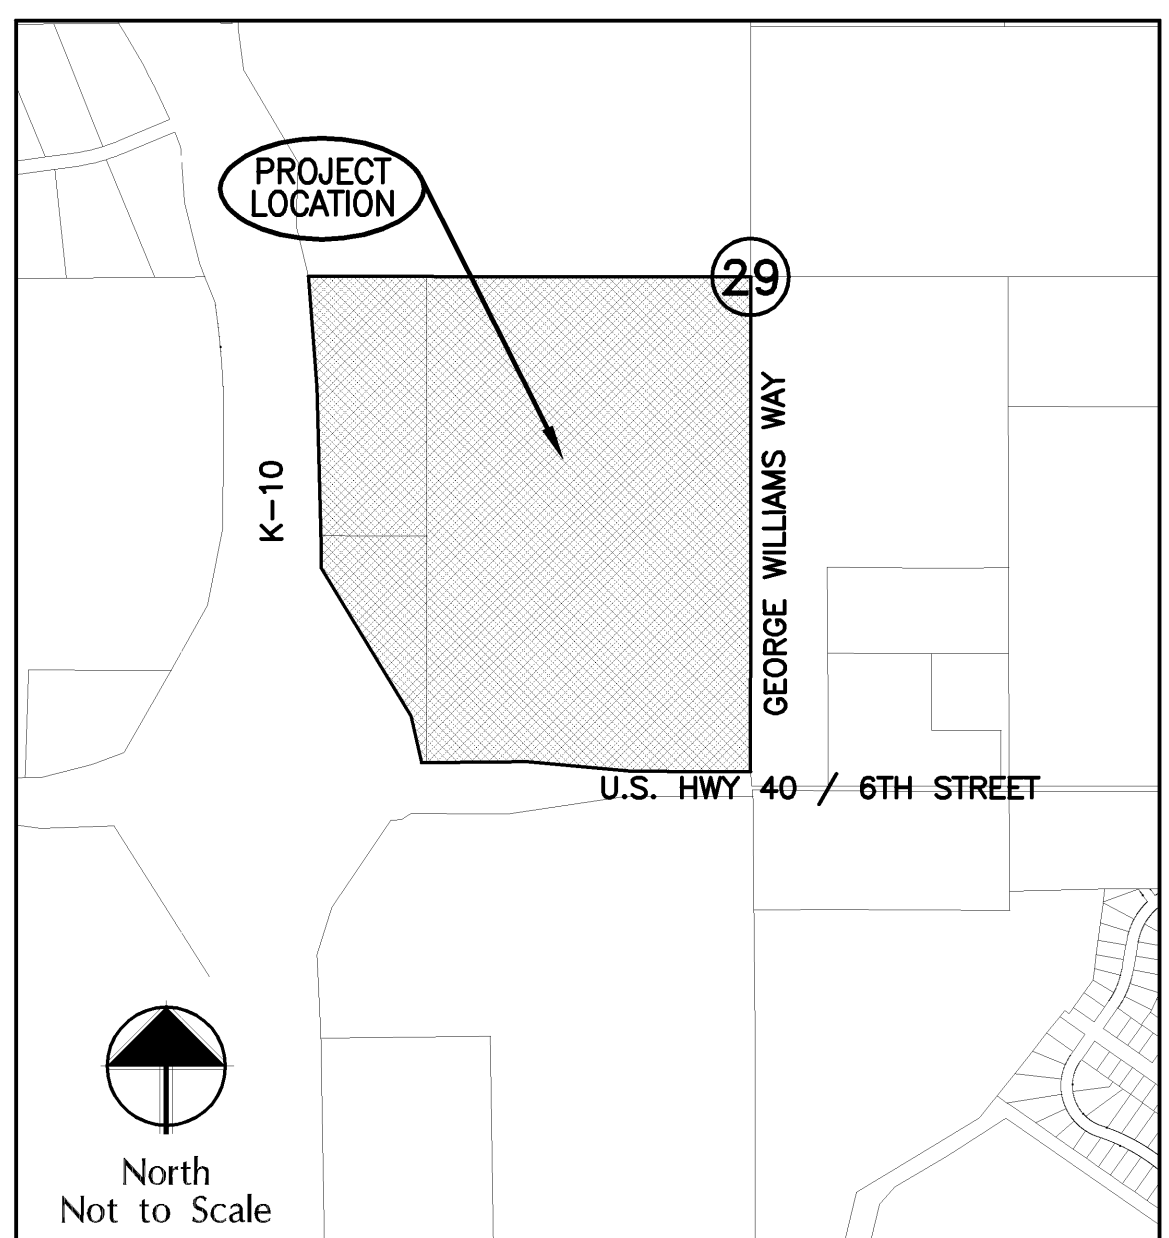 PROJECT
LOCATION
29
K-10
GEORGE WILLIAMS WAY
U.S. HWY 40 / 6TH STREET
North
Not to Scale